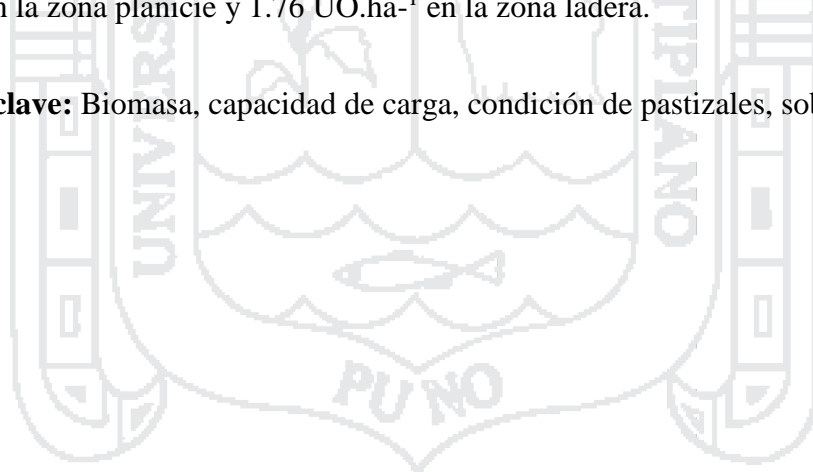 n la zona planicie y 1.76 UO.ha-¹ en la zona ladera.
clave: Biomasa, capacidad de carga, condición de pastizales, sob
PUNO